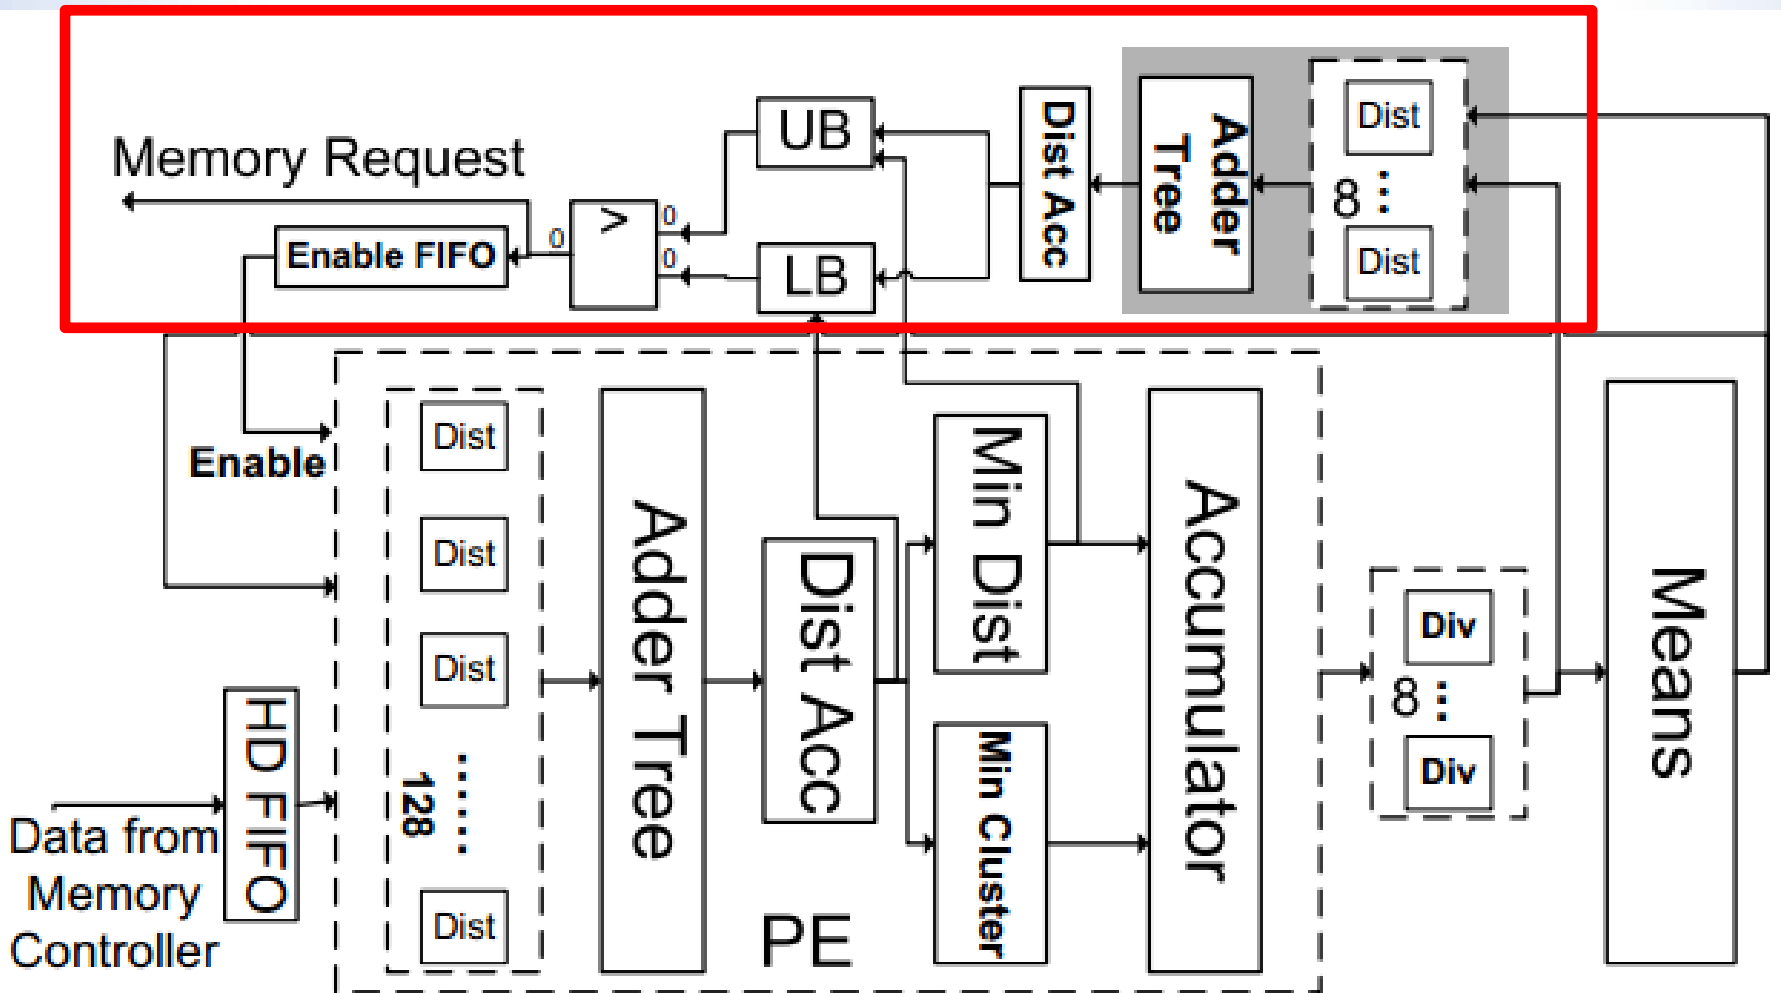 Memory Request
Enable FIFO
0
>
0
0
UB
LB
Dist Acc
Adder
Tree
Dist
8 ...
Dist
Enable
Data from
Memory
Controller
HD FIFO
Dist
Dist
Dist
128 ......
Dist
Adder Tree
Dist Acc
PE
Min Dist
Min Cluster
Accumulator
Div
8 ...
Div
Means